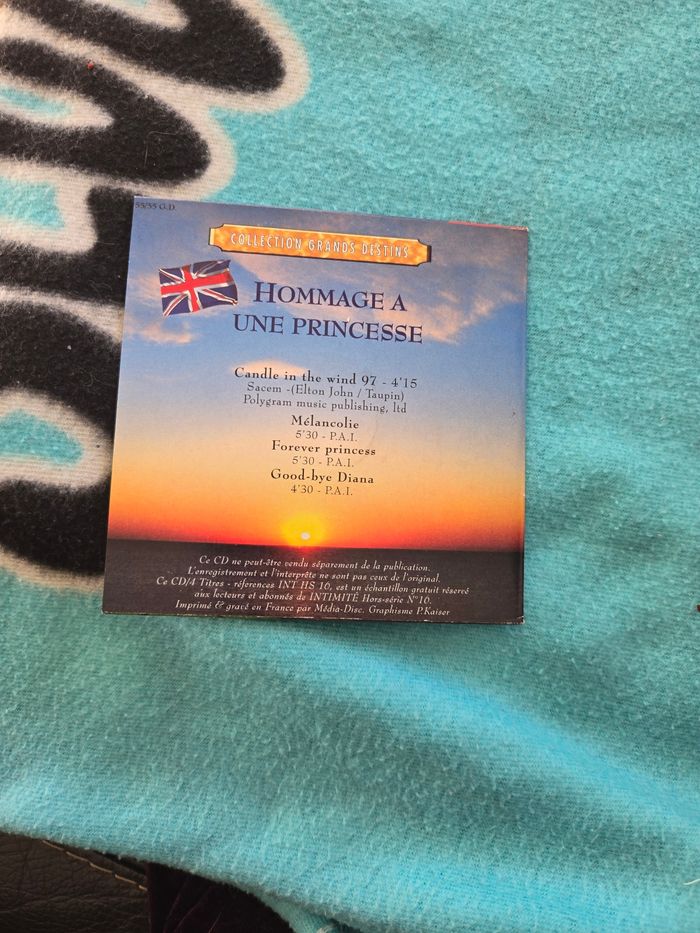 55/55 G.D.
COLLECTION GRANDS DESTINS
HOMMAGE A
UNE PRINCESSE
Candle in the wind 97 - 4'15
Sacem -(Elton John / Taupin)
Polygram music publishing, ltd
Mélancolie
5'30 - P.A.I.
Forever princess
5'30 - P.A.I.
Good-bye Diana
4'30 - P.A.I.
Ce CD ne peut-être vendu séparement de la publication.
L'enregistrement et l'interprète ne sont pas ceux de l'original.
Ce CD/4 Titres - réferences INT HS 16, est un échantillon gratuit réservé
aux lecteurs et abonnés de INTIMITÉ Hors-série N°16.
Imprimé & gravé en France par Média-Disc. Graphisme P.Kaiser